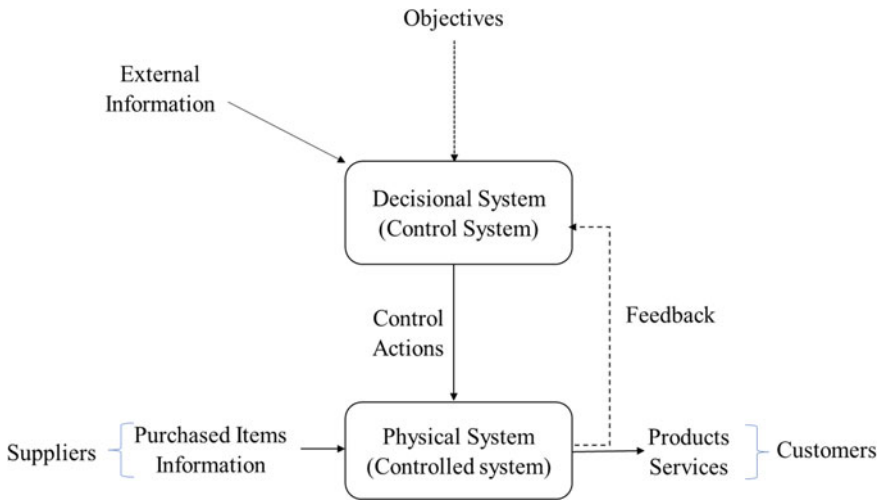 Objectives
External
Information
Decisional System
(Control System)
Control
Actions
Feedback
Suppliers
Purchased Items
Information
Physical System
(Controlled system)
Products
Services
Customers